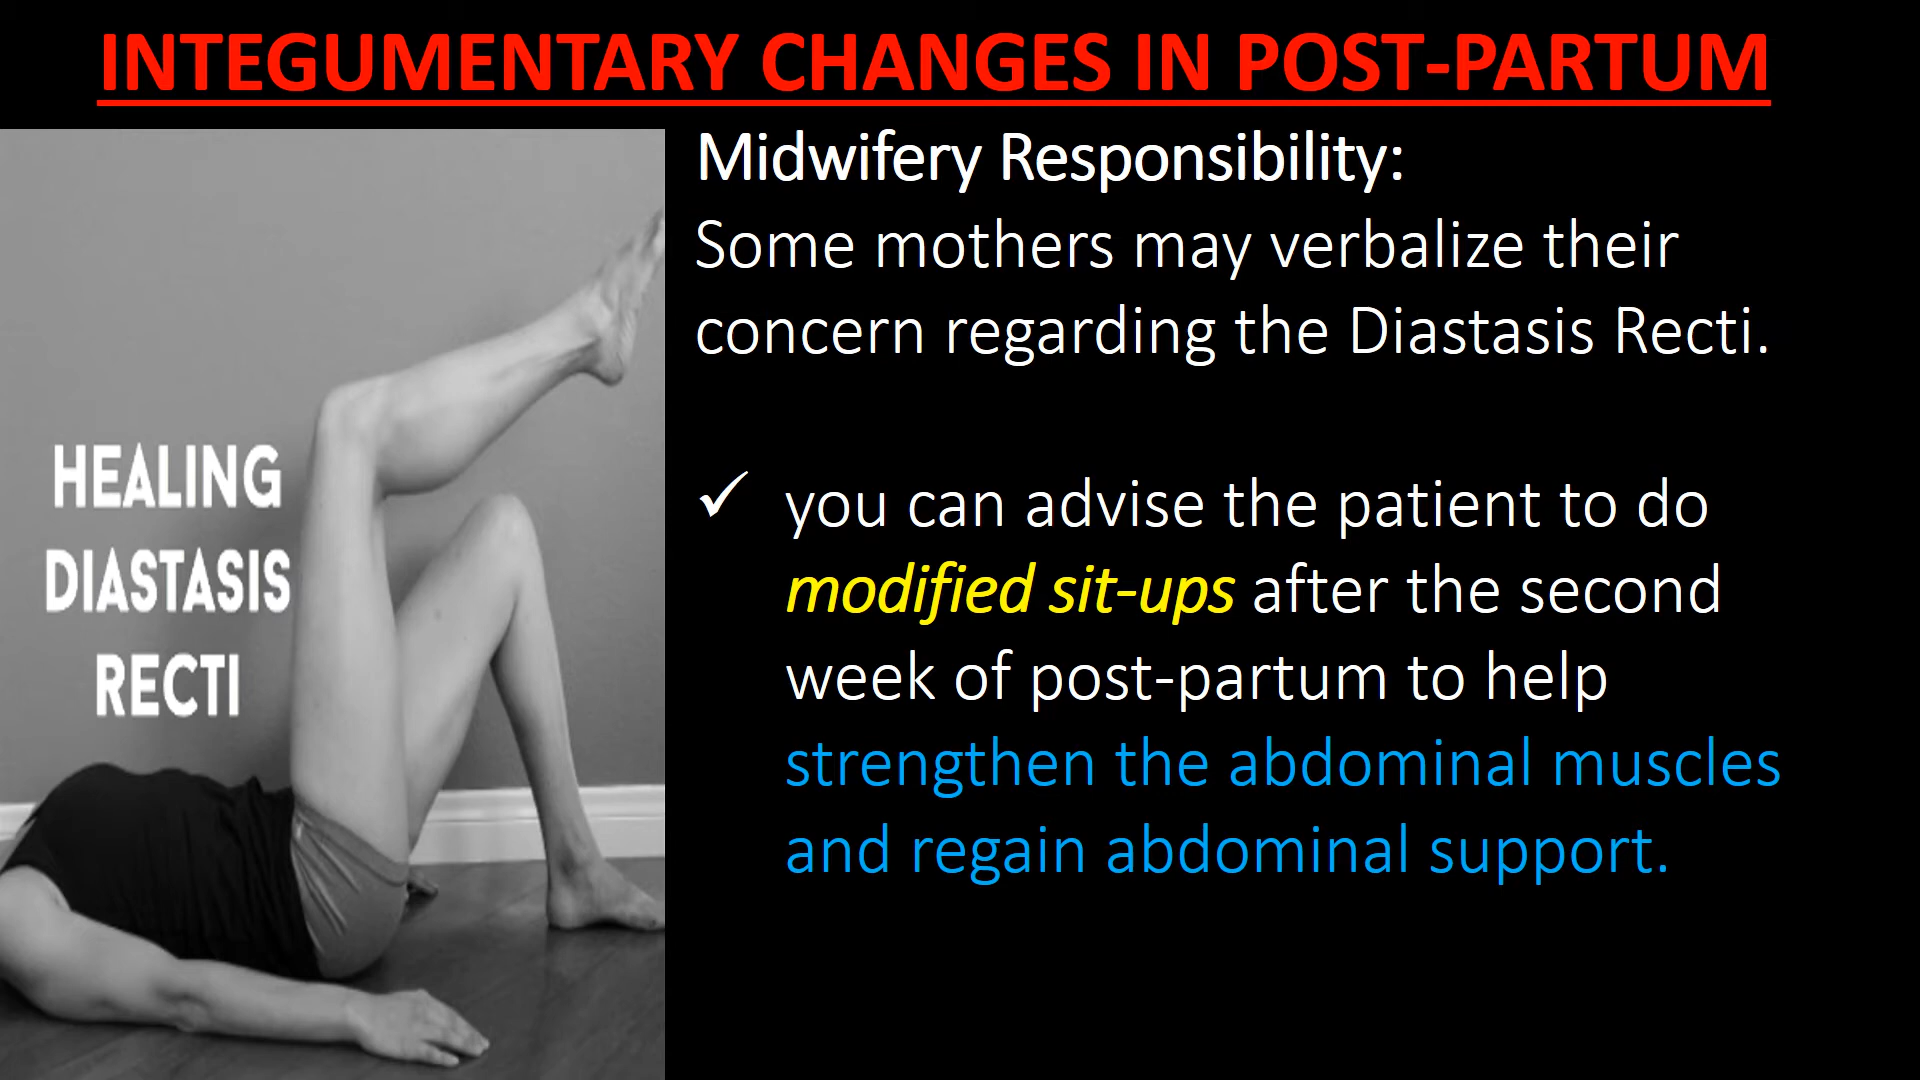 INTEGUMENTARY CHANGES IN POST-PARTUM
HEALING
DIASTASIS
RECTI
Midwifery Responsibility:
Some mothers may verbalize their
concern regarding the Diastasis Recti.
✓ you can advise the patient to do
modified sit-ups after the second
week of post-partum to help
strengthen the abdominal muscles
and regain abdominal support.